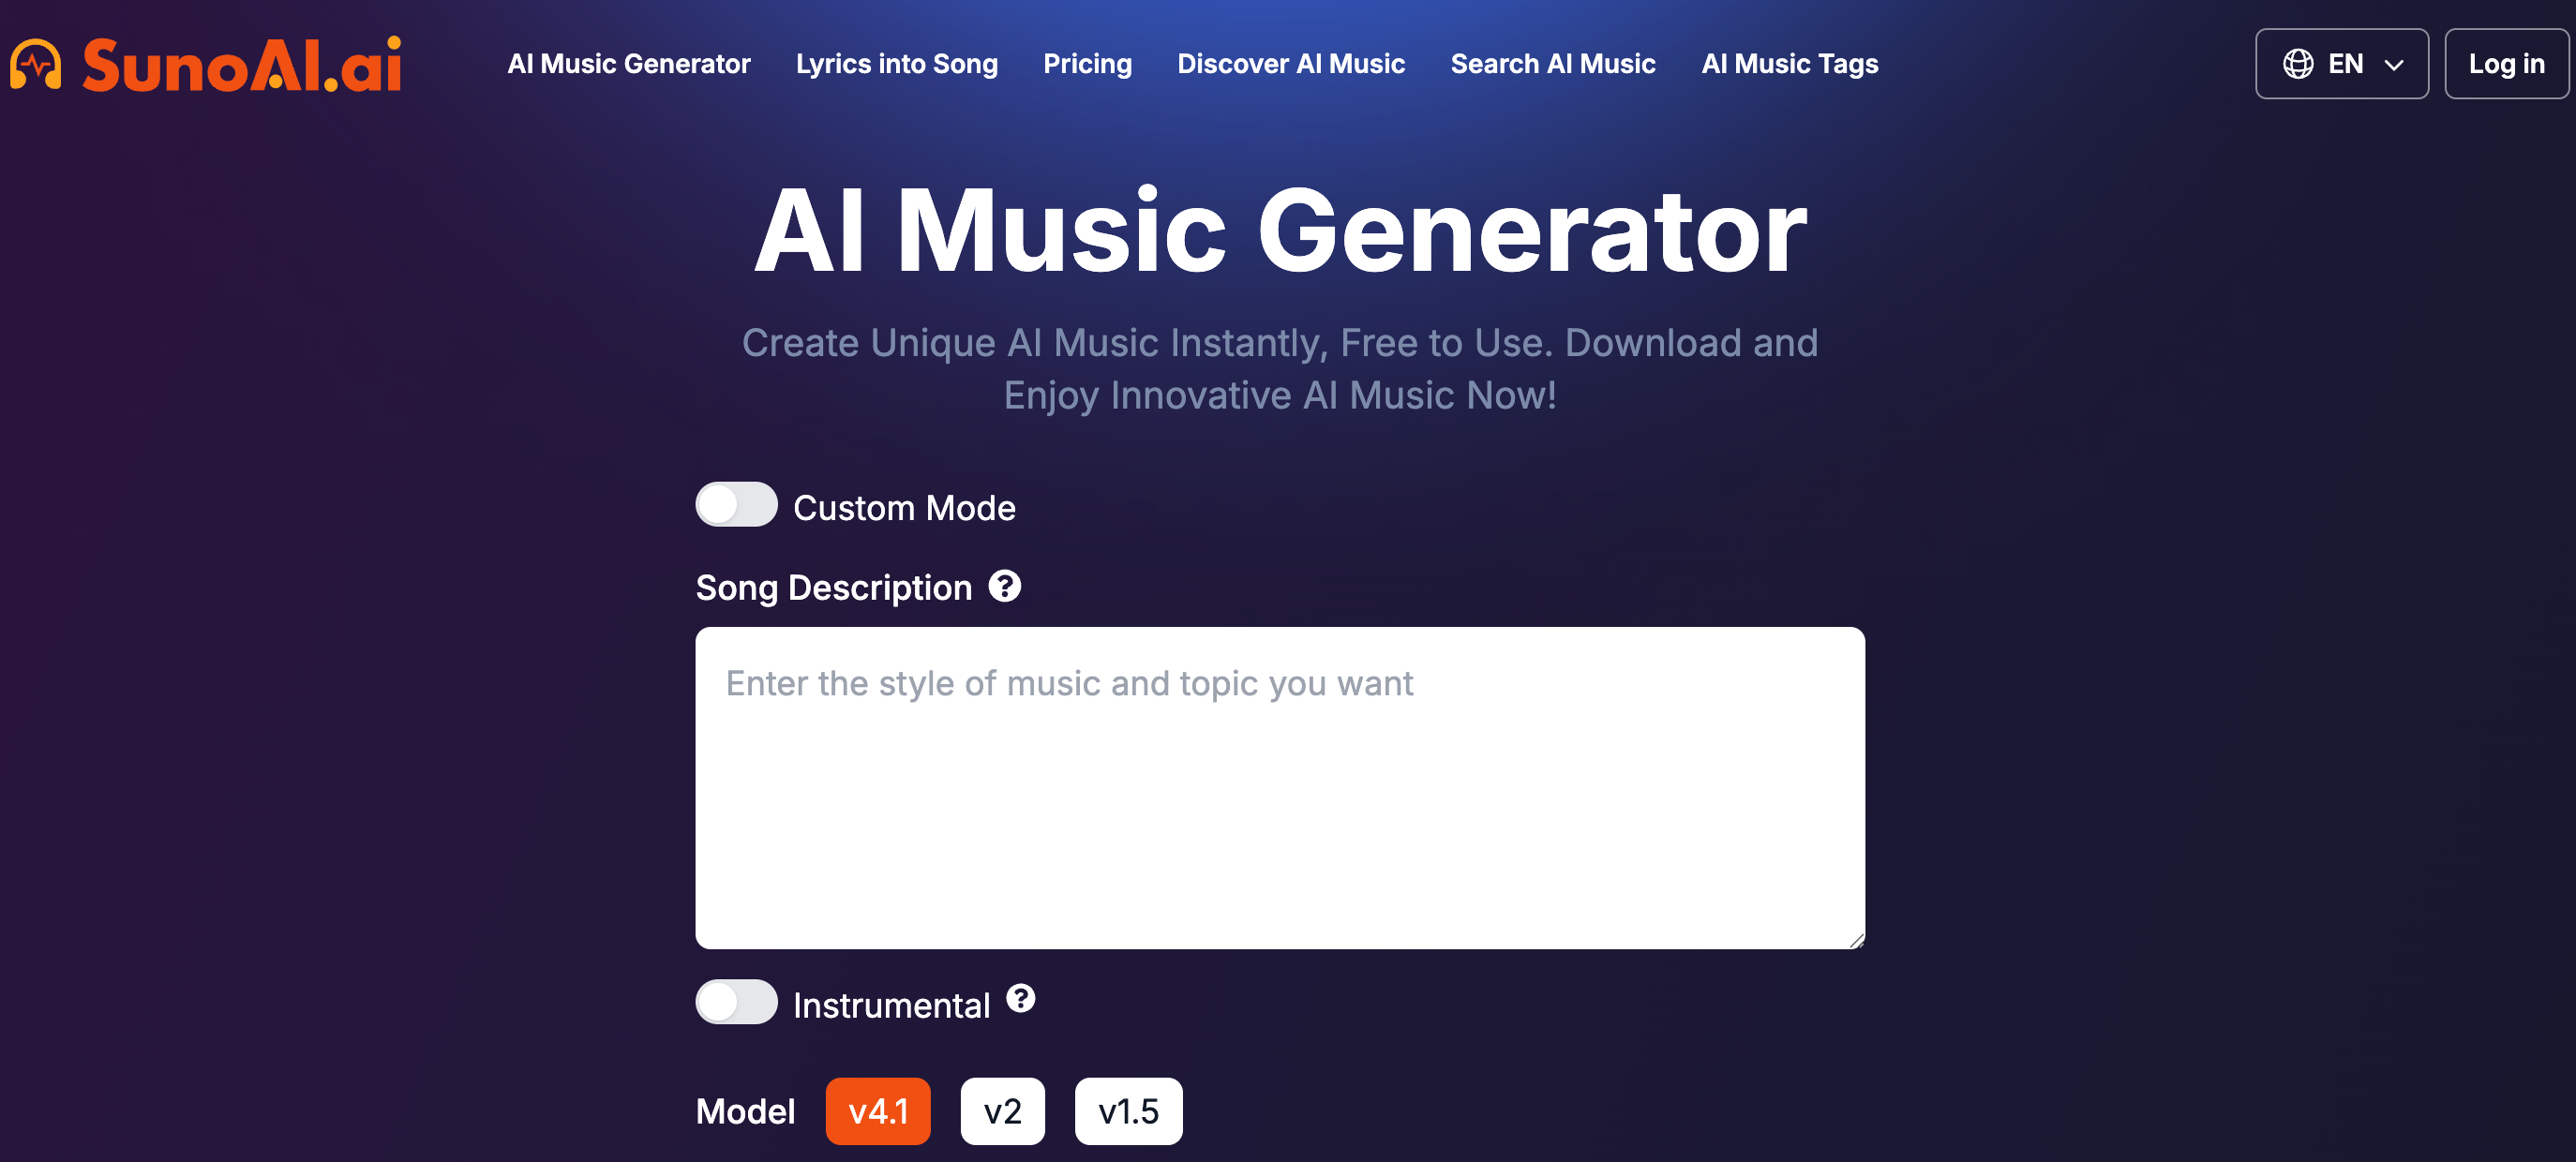 SunoAI.ai
AI Music Generator
Lyrics into Song
Pricing
Discover AI Music
Search AI Music
AI Music Tags
EN
Log in
AI Music Generator
Create Unique AI Music Instantly, Free to Use. Download and
Enjoy Innovative AI Music Now!
Custom Mode
Song Description ?
Enter the style of music and topic you want
Instrumental ?
Model v4.1 v2 v1.5